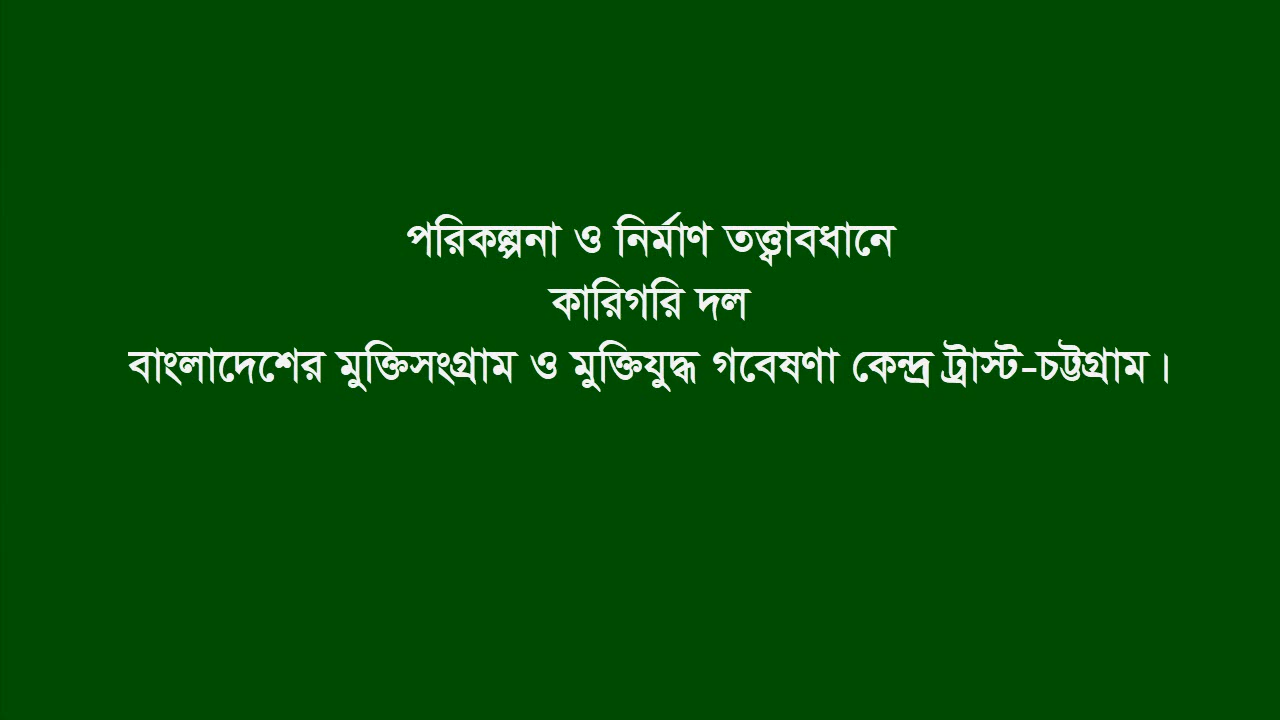 পরিকল্পনা ও নির্মাণ তত্ত্বাবধানে
কারিগরি দল
বাংলাদেশের মুক্তিসংগ্রাম ও মুক্তিযুদ্ধ গবেষণা কেন্দ্র ট্রাস্ট-চট্টগ্রাম।